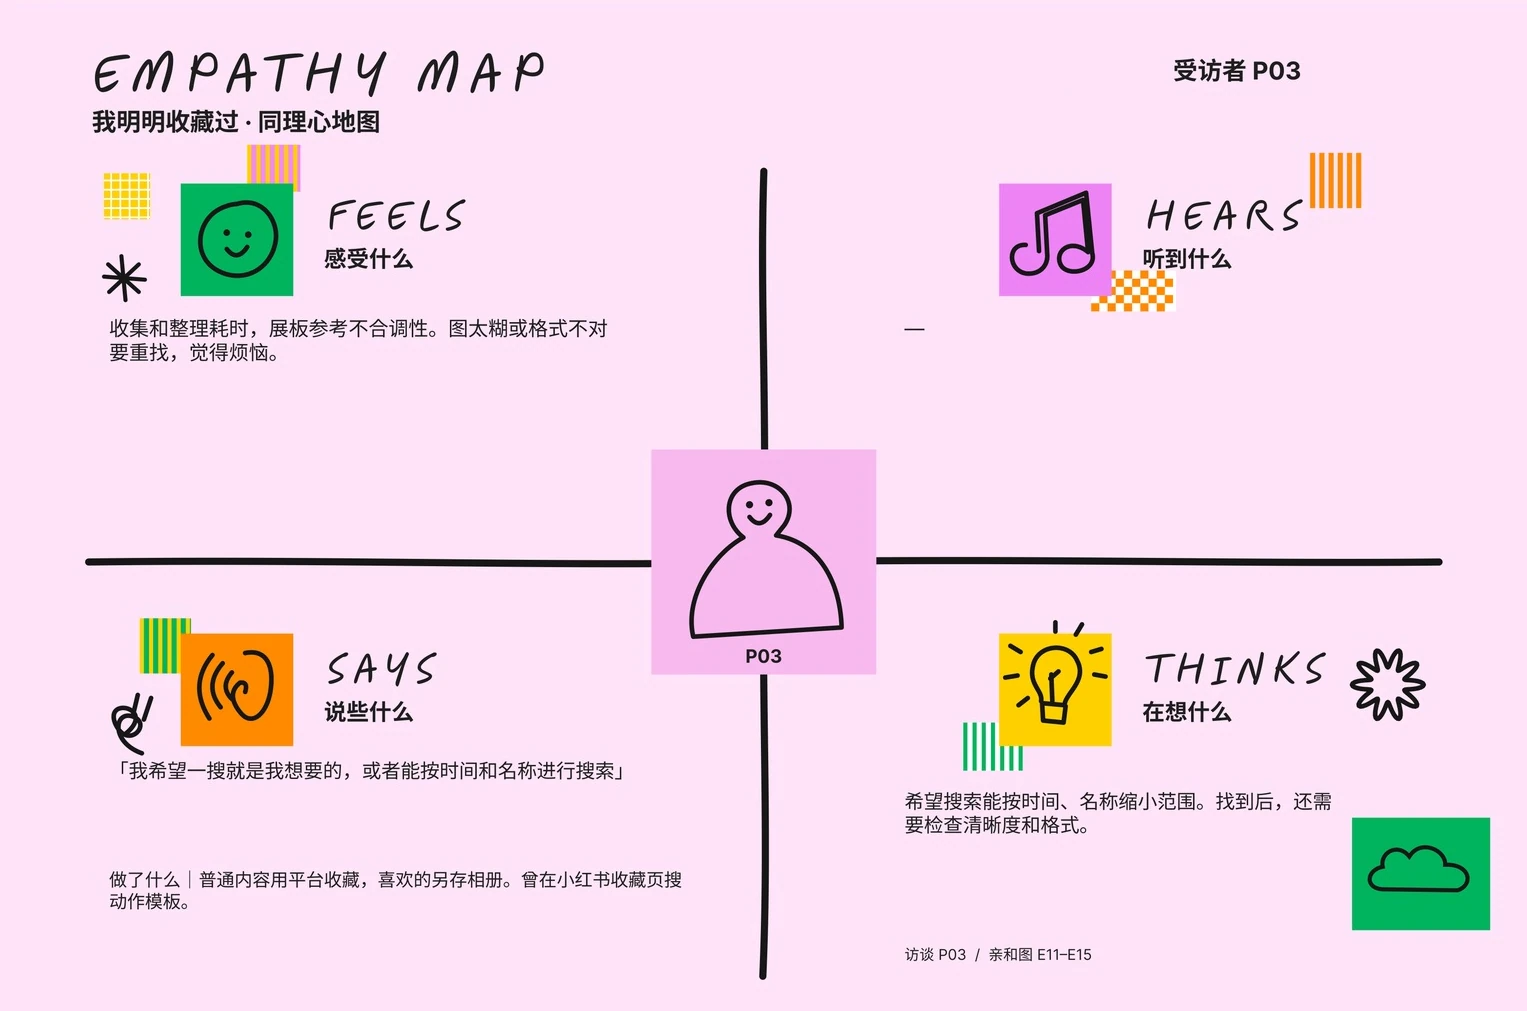 EMPATHY MAP
我明明收藏过 · 同理心地图
受访者 P03
FEELS
感受什么
收集和整理耗时，展板参考不合调性。图太糊或格式不对
要重找，觉得烦恼。
HEARS
听到什么
—
P03
SAYS
说些什么
「我希望一搜就是我想要的，或者能按时间和名称进行搜索」
做了什么｜普通内容用平台收藏，喜欢的另存相册。曾在小红书收藏页搜
动作模板。
THINKS
在想什么
希望搜索能按时间、名称缩小范围。找到后，还需
要检查清晰度和格式。
访谈 P03 / 亲和图 E11–E15